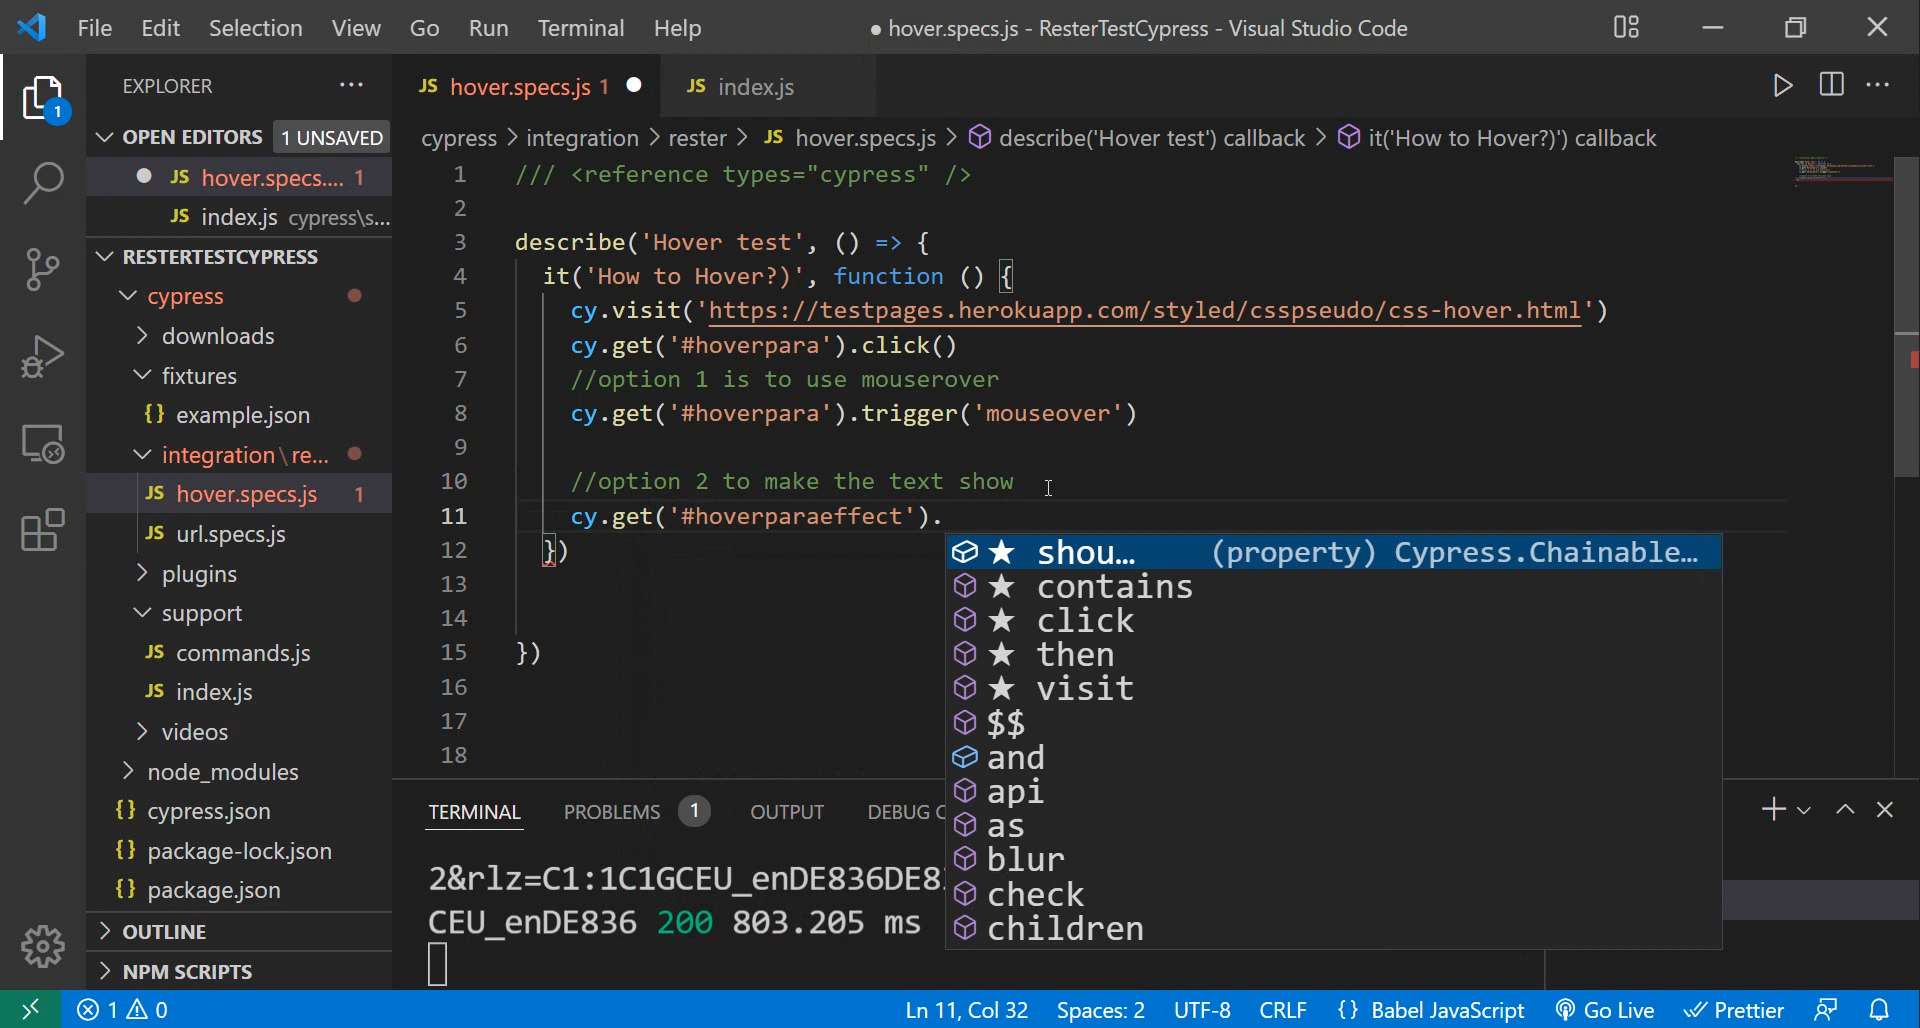 File Edit Selection View Go Run Terminal Help ● hover.specs.js - ResterTestCypress - Visual Studio Code
EXPLORER ···
JS hover.specs.js 1 ●
JS index.js
···
OPEN EDITORS 1 UNSAVED
● JS hover.specs.... 1
JS index.js cypress\s...
1
RESTERTESTCYPRESS
cypress
downloads
fixtures
{} example.json
integration\re...
JS hover.specs.js 1
JS url.specs.js
plugins
support
JS commands.js
JS index.js
videos
node_modules
{} cypress.json
{} package-lock.json
{} package.json
OUTLINE
NPM SCRIPTS
cypress > integration > rester > JS hover.specs.js > describe('Hover test') callback > it('How to Hover?)') callback
1 /// <reference types="cypress" />
2
3 describe('Hover test', () => {
4 it('How to Hover?)', function () {
5 cy.visit('https://testpages.herokuapp.com/styled/csspseudo/css-hover.html')
6 cy.get('#hoverpara').click()
7 //option 1 is to use mouserover
8 cy.get('#hoverpara').trigger('mouseover')
9
10 //option 2 to make the text show
11 cy.get('#hoverparaeffect').
12 })
13
14
15 })
16
17
18
★ shou... (property) Cypress.Chainable…
★ contains
★ click
★ then
★ visit
$$
and
api
as
blur
check
children
TERMINAL PROBLEMS 1 OUTPUT DEBUG C
2&rlz=C1:1C1GCEU_enDE836DE8
CEU_enDE836 200 803.205 ms
1 0 Ln 11, Col 32 Spaces: 2 UTF-8 CRLF {} Babel JavaScript Go Live Prettier